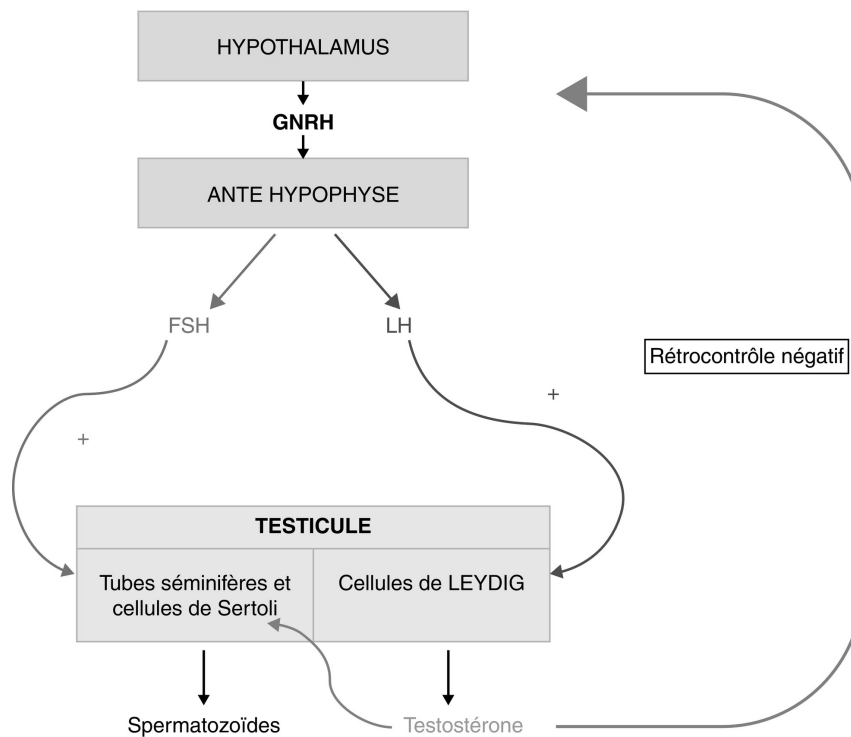 HYPOTHALAMUS
GNRH
ANTE HYPOPHYSE
FSH
LH
Rétrocontrôle négatif
+
+
TESTICULE
Tubes séminifères et
cellules de Sertoli
Cellules de LEYDIG
Spermatozoïdes
Testostérone